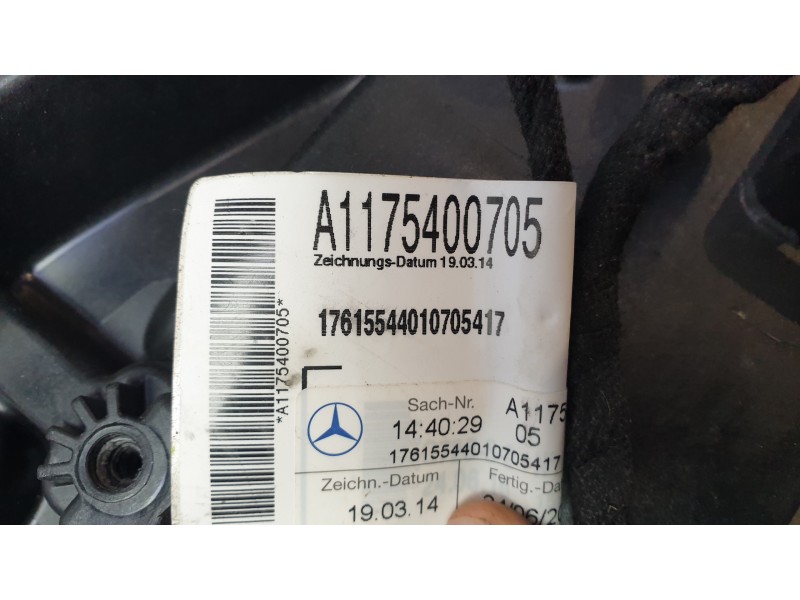 A1175400705
Zeichnungs-Datum 19.03.14
17615544010705417
*A1175400705*
Sach-Nr. A1175
14:40:29 05
17615544010705417
Zeichn.-Datum Fertig.-Da
19.03.14